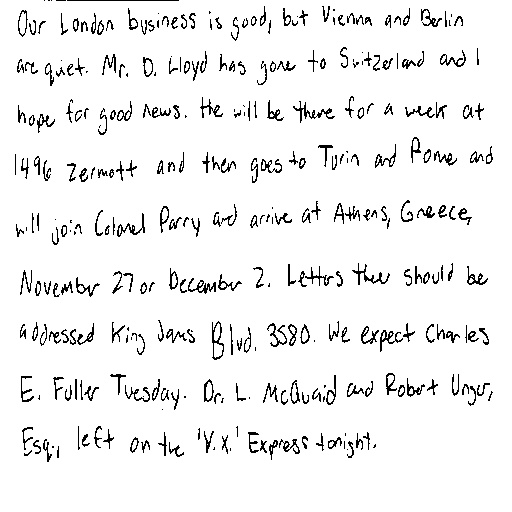 Our London business is good, but Vienna and Berlin
are quiet. Mr. D. Lloyd has gone to Switzerland and I
hope for good news. He will be there for a week at
1496 Zermott and then goes to Turin and Rome and
will join Colonel Parry and arrive at Athens, Greece,
November 27 or December 2. Letters there should be
addressed King James Blvd. 3580. We expect Charles
E. Fuller Tuesday. Dr. L. McQuaid and Robert Unger,
Esq., left on the 'V.X.' Express tonight.